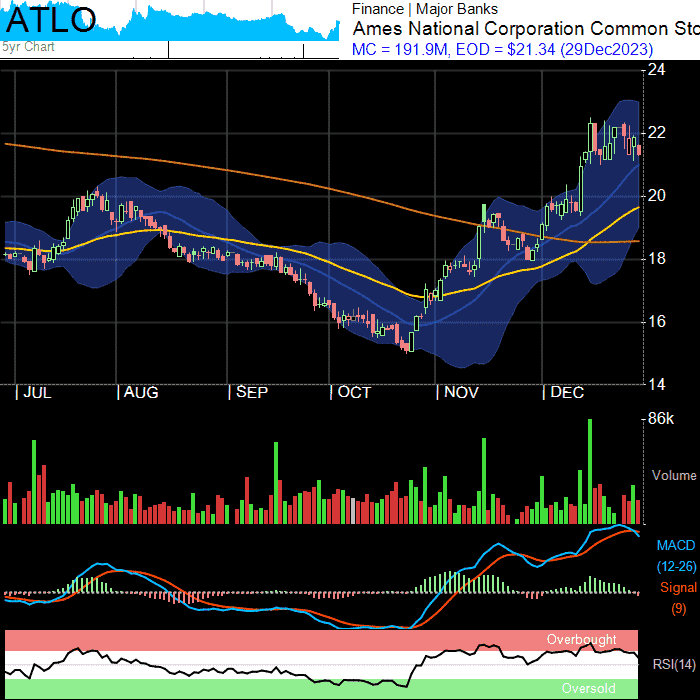 ATLO
5yr Chart
Finance | Major Banks
Ames National Corporation Common Sto
MC = 191.9M, EOD = $21.34 (29Dec2023)
24
22
20
18
16
14
JUL AUG SEP OCT NOV DEC
86k
Volume
MACD
(12-26)
Signal
(9)
Overbought
RSI(14)
Oversold